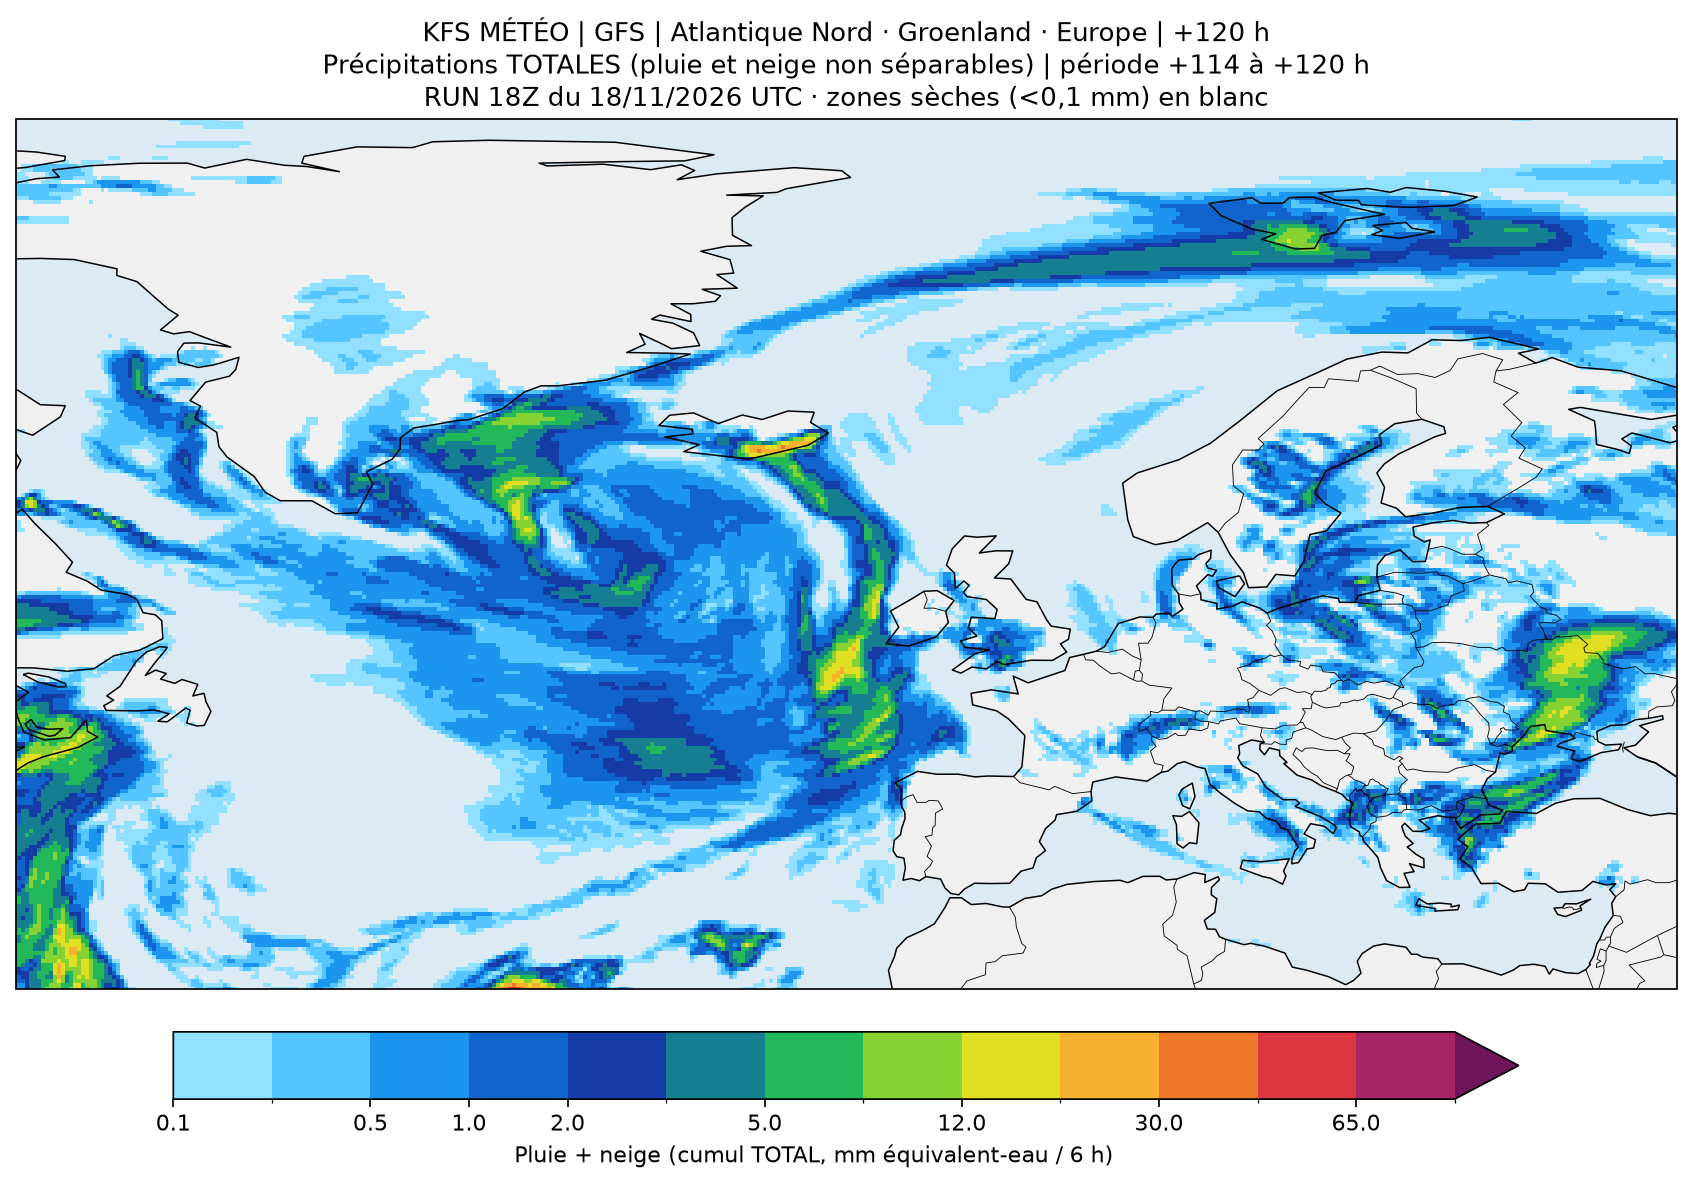 KFS MÉTÉO | GFS | Atlantique Nord · Groenland · Europe | +120 h
Précipitations TOTALES (pluie et neige non séparables) | période +114 à +120 h
RUN 18Z du 18/11/2026 UTC · zones sèches (<0,1 mm) en blanc
0.1 0.5 1.0 2.0 5.0 12.0 30.0 65.0
Pluie + neige (cumul TOTAL, mm équivalent-eau / 6 h)